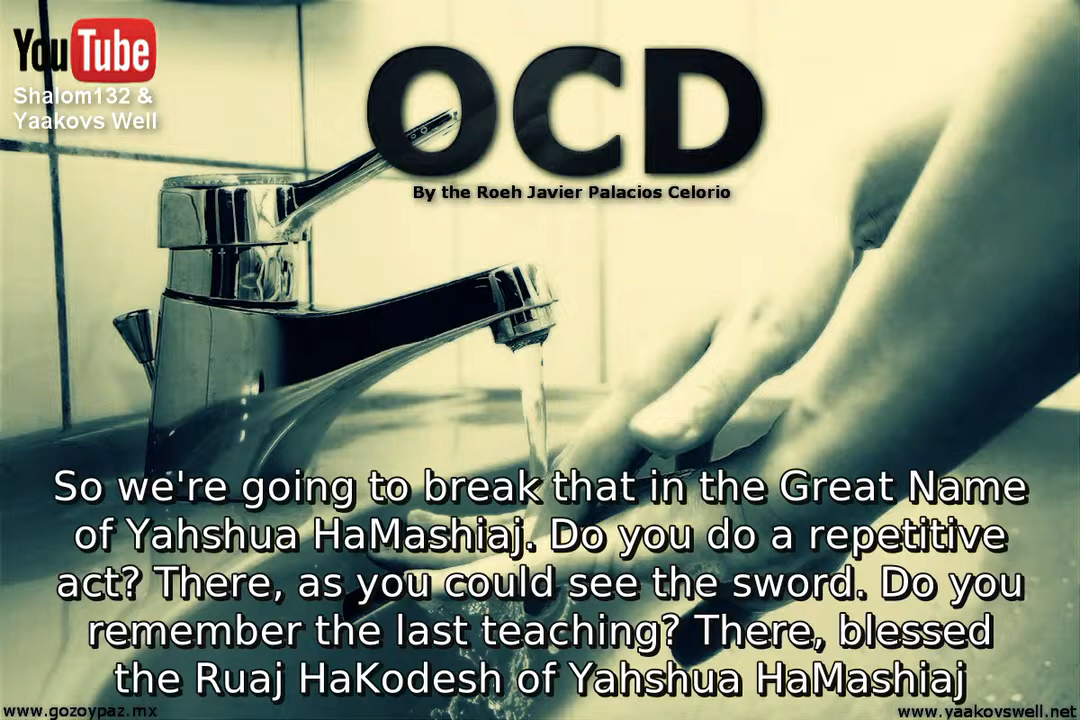 YouTube
Shalom132 &
Yaakovs Well
OCD
By the Roeh Javier Palacios Celorio
So we're going to break that in the Great Name
of Yahshua HaMashiaj. Do you do a repetitive
act? There, as you could see the sword. Do you
remember the last teaching? There, blessed
the Ruaj HaKodesh of Yahshua HaMashiaj
www.gozoypaz.mx
www.yaakovswell.net